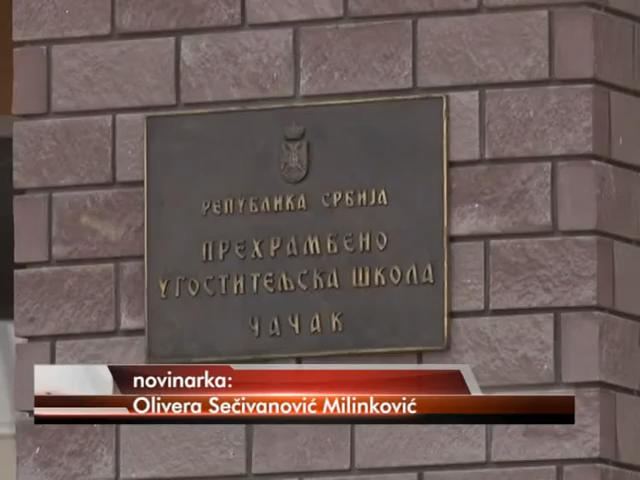 РЕПУБЛИКА СРБИЈА
ПРЕХРАМБЕНО
УГОСТИТЕЉСКА ШКОЛА
ЧАЧАК
novinarka:
Olivera Sečivanović Milinković